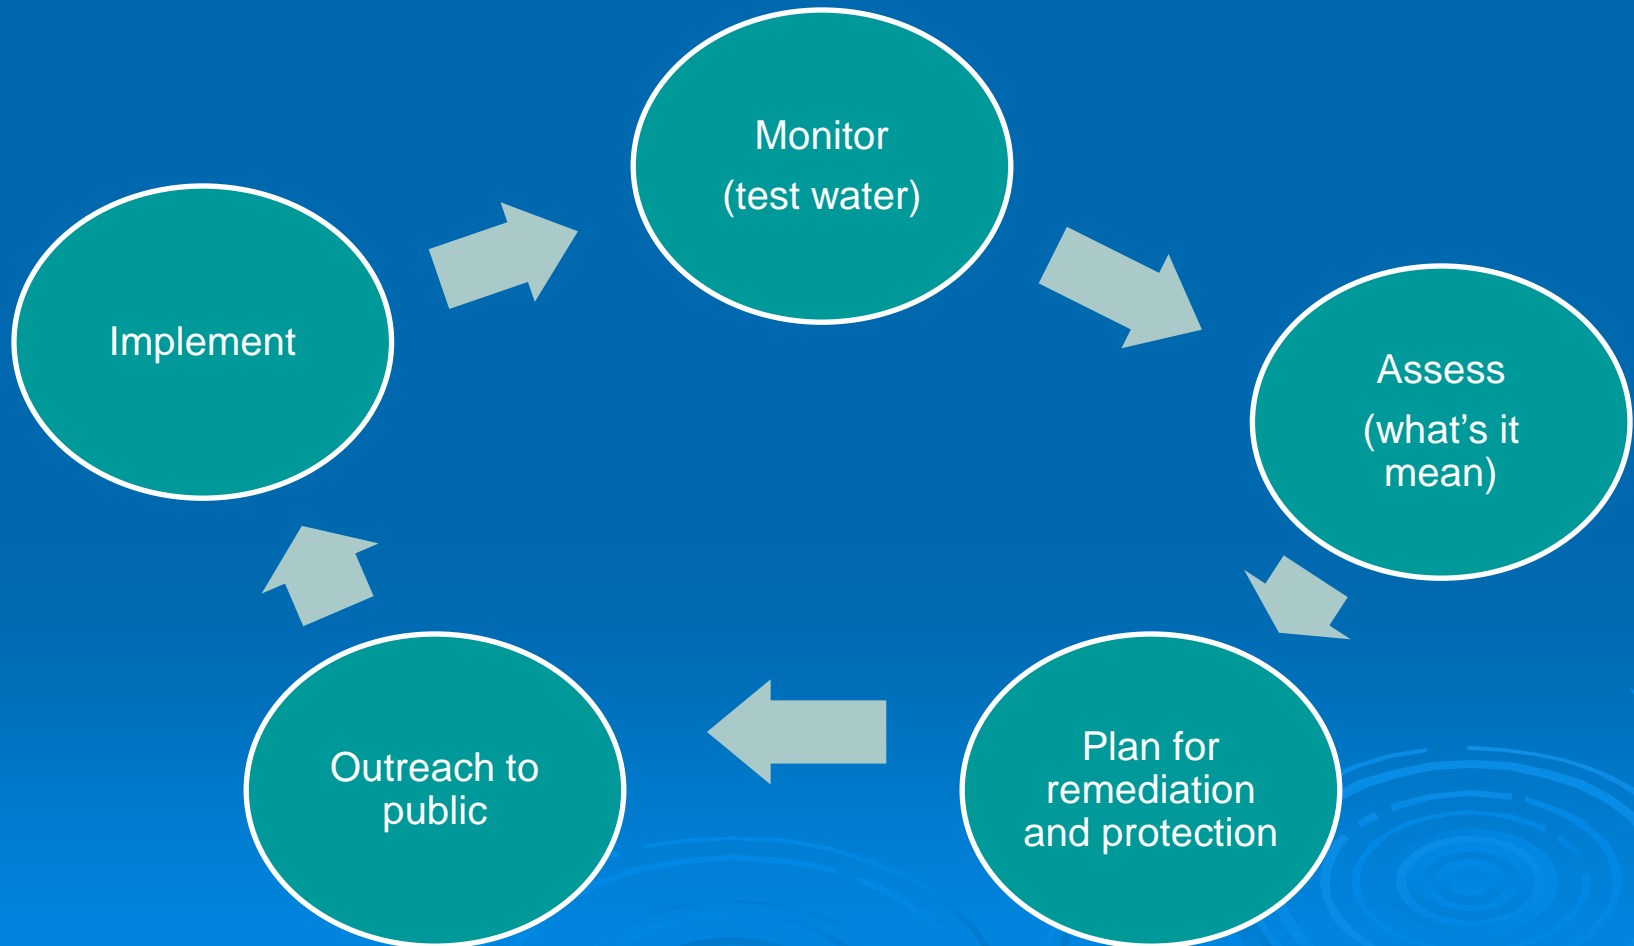 Monitor
(test water)
Assess
(what’s it
mean)
Plan for
remediation
and protection
Outreach to
public
Implement